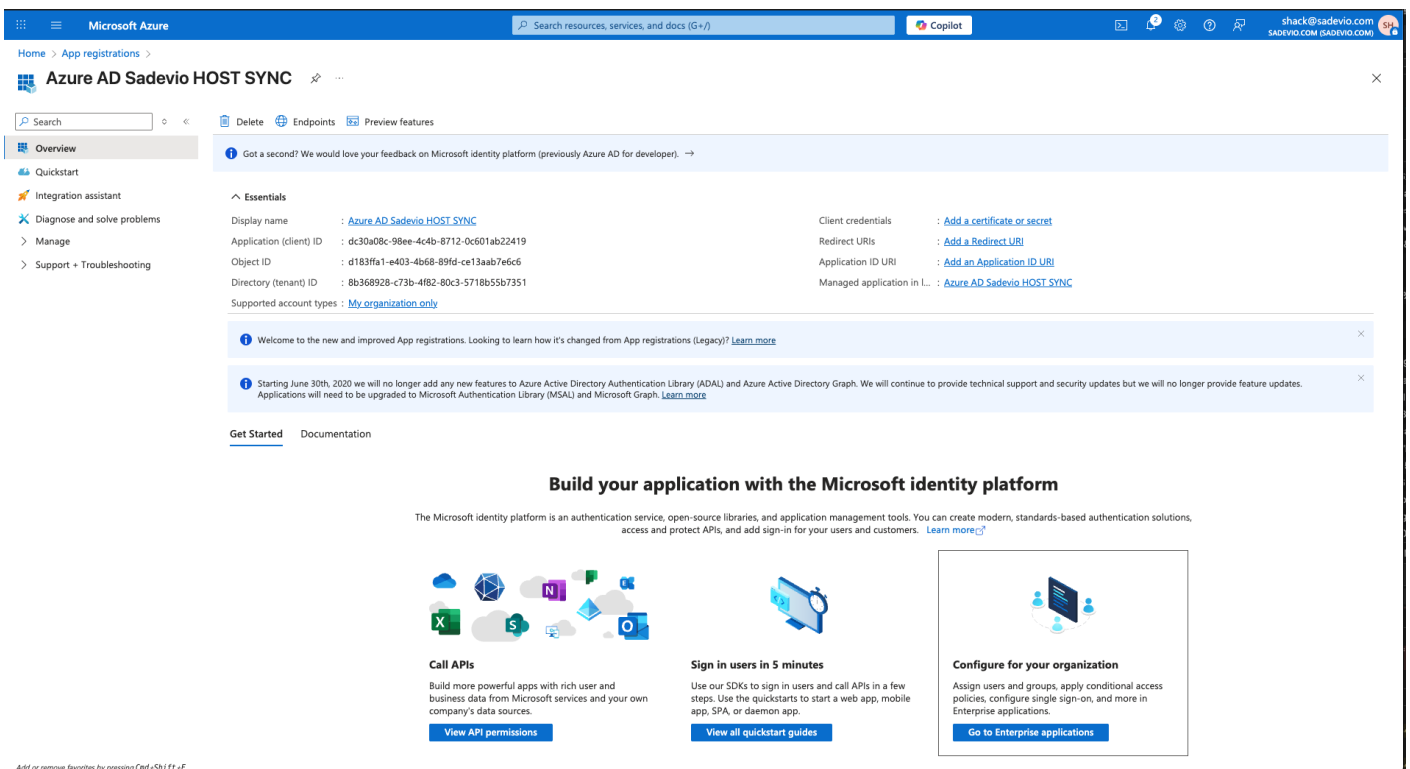 Microsoft Azure
Search resources, services, and docs (G+/)
Copilot
2
shack@sadevio.com
SADEVIO.COM (SADEVIO.COM)
SH
Home > App registrations >
Azure AD Sadevio HOST SYNC
Search
Delete
Endpoints
Preview features
Overview
Quickstart
Integration assistant
Diagnose and solve problems
Manage
Support + Troubleshooting
Got a second? We would love your feedback on Microsoft identity platform (previously Azure AD for developer). →
Essentials
Display name : Azure AD Sadevio HOST SYNC
Application (client) ID : dc30a08c-98ee-4c4b-8712-0c601ab22419
Object ID : d183ffa1-e403-4b68-89fd-ce13aab7e6c6
Directory (tenant) ID : 8b368928-c73b-4f82-80c3-5718b55b7351
Supported account types : My organization only
Client credentials : Add a certificate or secret
Redirect URIs : Add a Redirect URI
Application ID URI : Add an Application ID URI
Managed application in l... : Azure AD Sadevio HOST SYNC
Welcome to the new and improved App registrations. Looking to learn how it's changed from App registrations (Legacy)? Learn more
Starting June 30th, 2020 we will no longer add any new features to Azure Active Directory Authentication Library (ADAL) and Azure Active Directory Graph. We will continue to provide technical support and security updates but we will no longer provide feature updates.
Applications will need to be upgraded to Microsoft Authentication Library (MSAL) and Microsoft Graph. Learn more
Get Started
Documentation
Build your application with the Microsoft identity platform
The Microsoft identity platform is an authentication service, open-source libraries, and application management tools. You can create modern, standards-based authentication solutions,
access and protect APIs, and add sign-in for your users and customers. Learn more
N
X
S
O
Call APIs
Build more powerful apps with rich user and
business data from Microsoft services and your own
company's data sources.
View API permissions
Sign in users in 5 minutes
Use our SDKs to sign in users and call APIs in a few
steps. Use the quickstarts to start a web app, mobile
app, SPA, or daemon app.
View all quickstart guides
Configure for your organization
Assign users and groups, apply conditional access
policies, configure single sign-on, and more in
Enterprise applications.
Go to Enterprise applications
Add or remove favorites by pressing Cmd+Shift+F